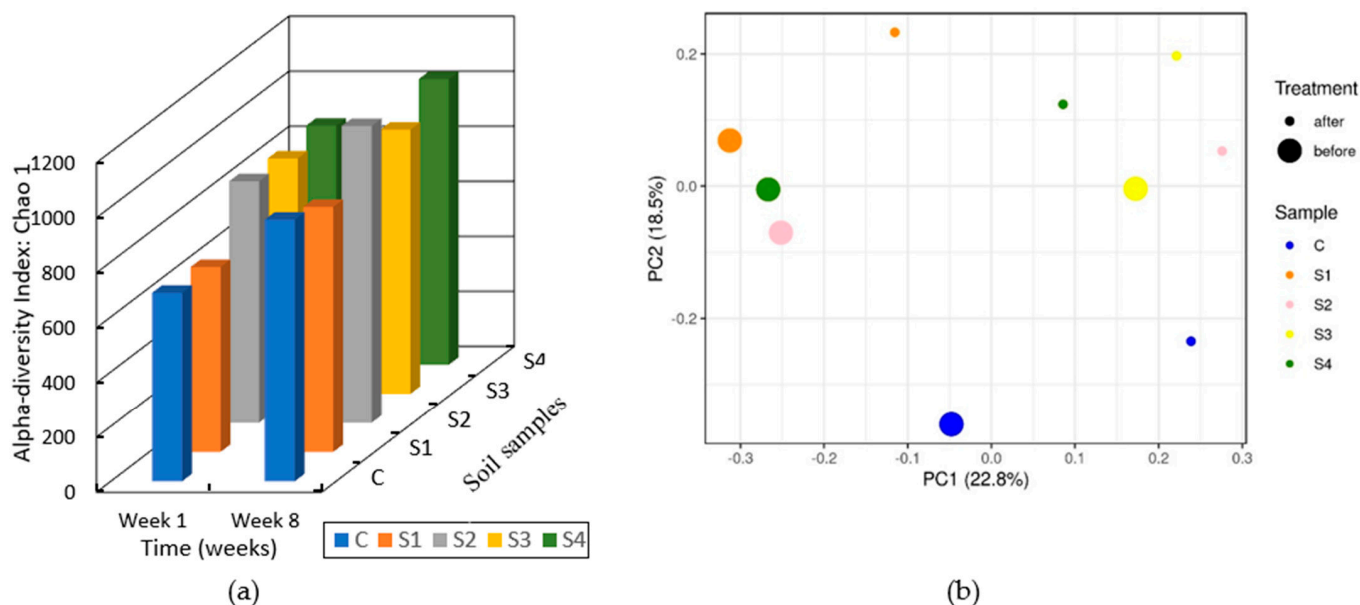 Alpha-diversity Index: Chao 1
1200
1000
800
600
400
200
0
Week 1
Week 8
Time (weeks)
C
S1
S2
S3
S4
Soil samples
C S1 S2 S3 S4
(a)
PC2 (18.5%)
0.2
0.0
-0.2
-0.3 -0.2 -0.1 0.0 0.1 0.2 0.3
PC1 (22.8%)
Treatment
after
before
Sample
C
S1
S2
S3
S4
(b)